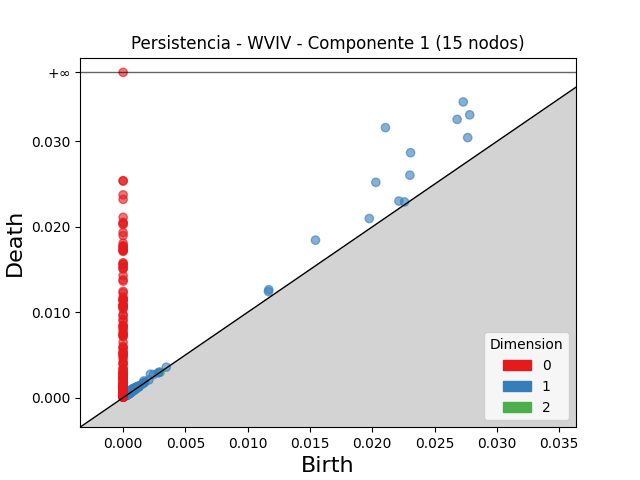 Persistencia - WVIV - Componente 1 (15 nodos)
+∞
0.030
0.020
0.010
0.000
Death
Dimension
0
1
2
0.000 0.005 0.010 0.015 0.020 0.025 0.030 0.035
Birth